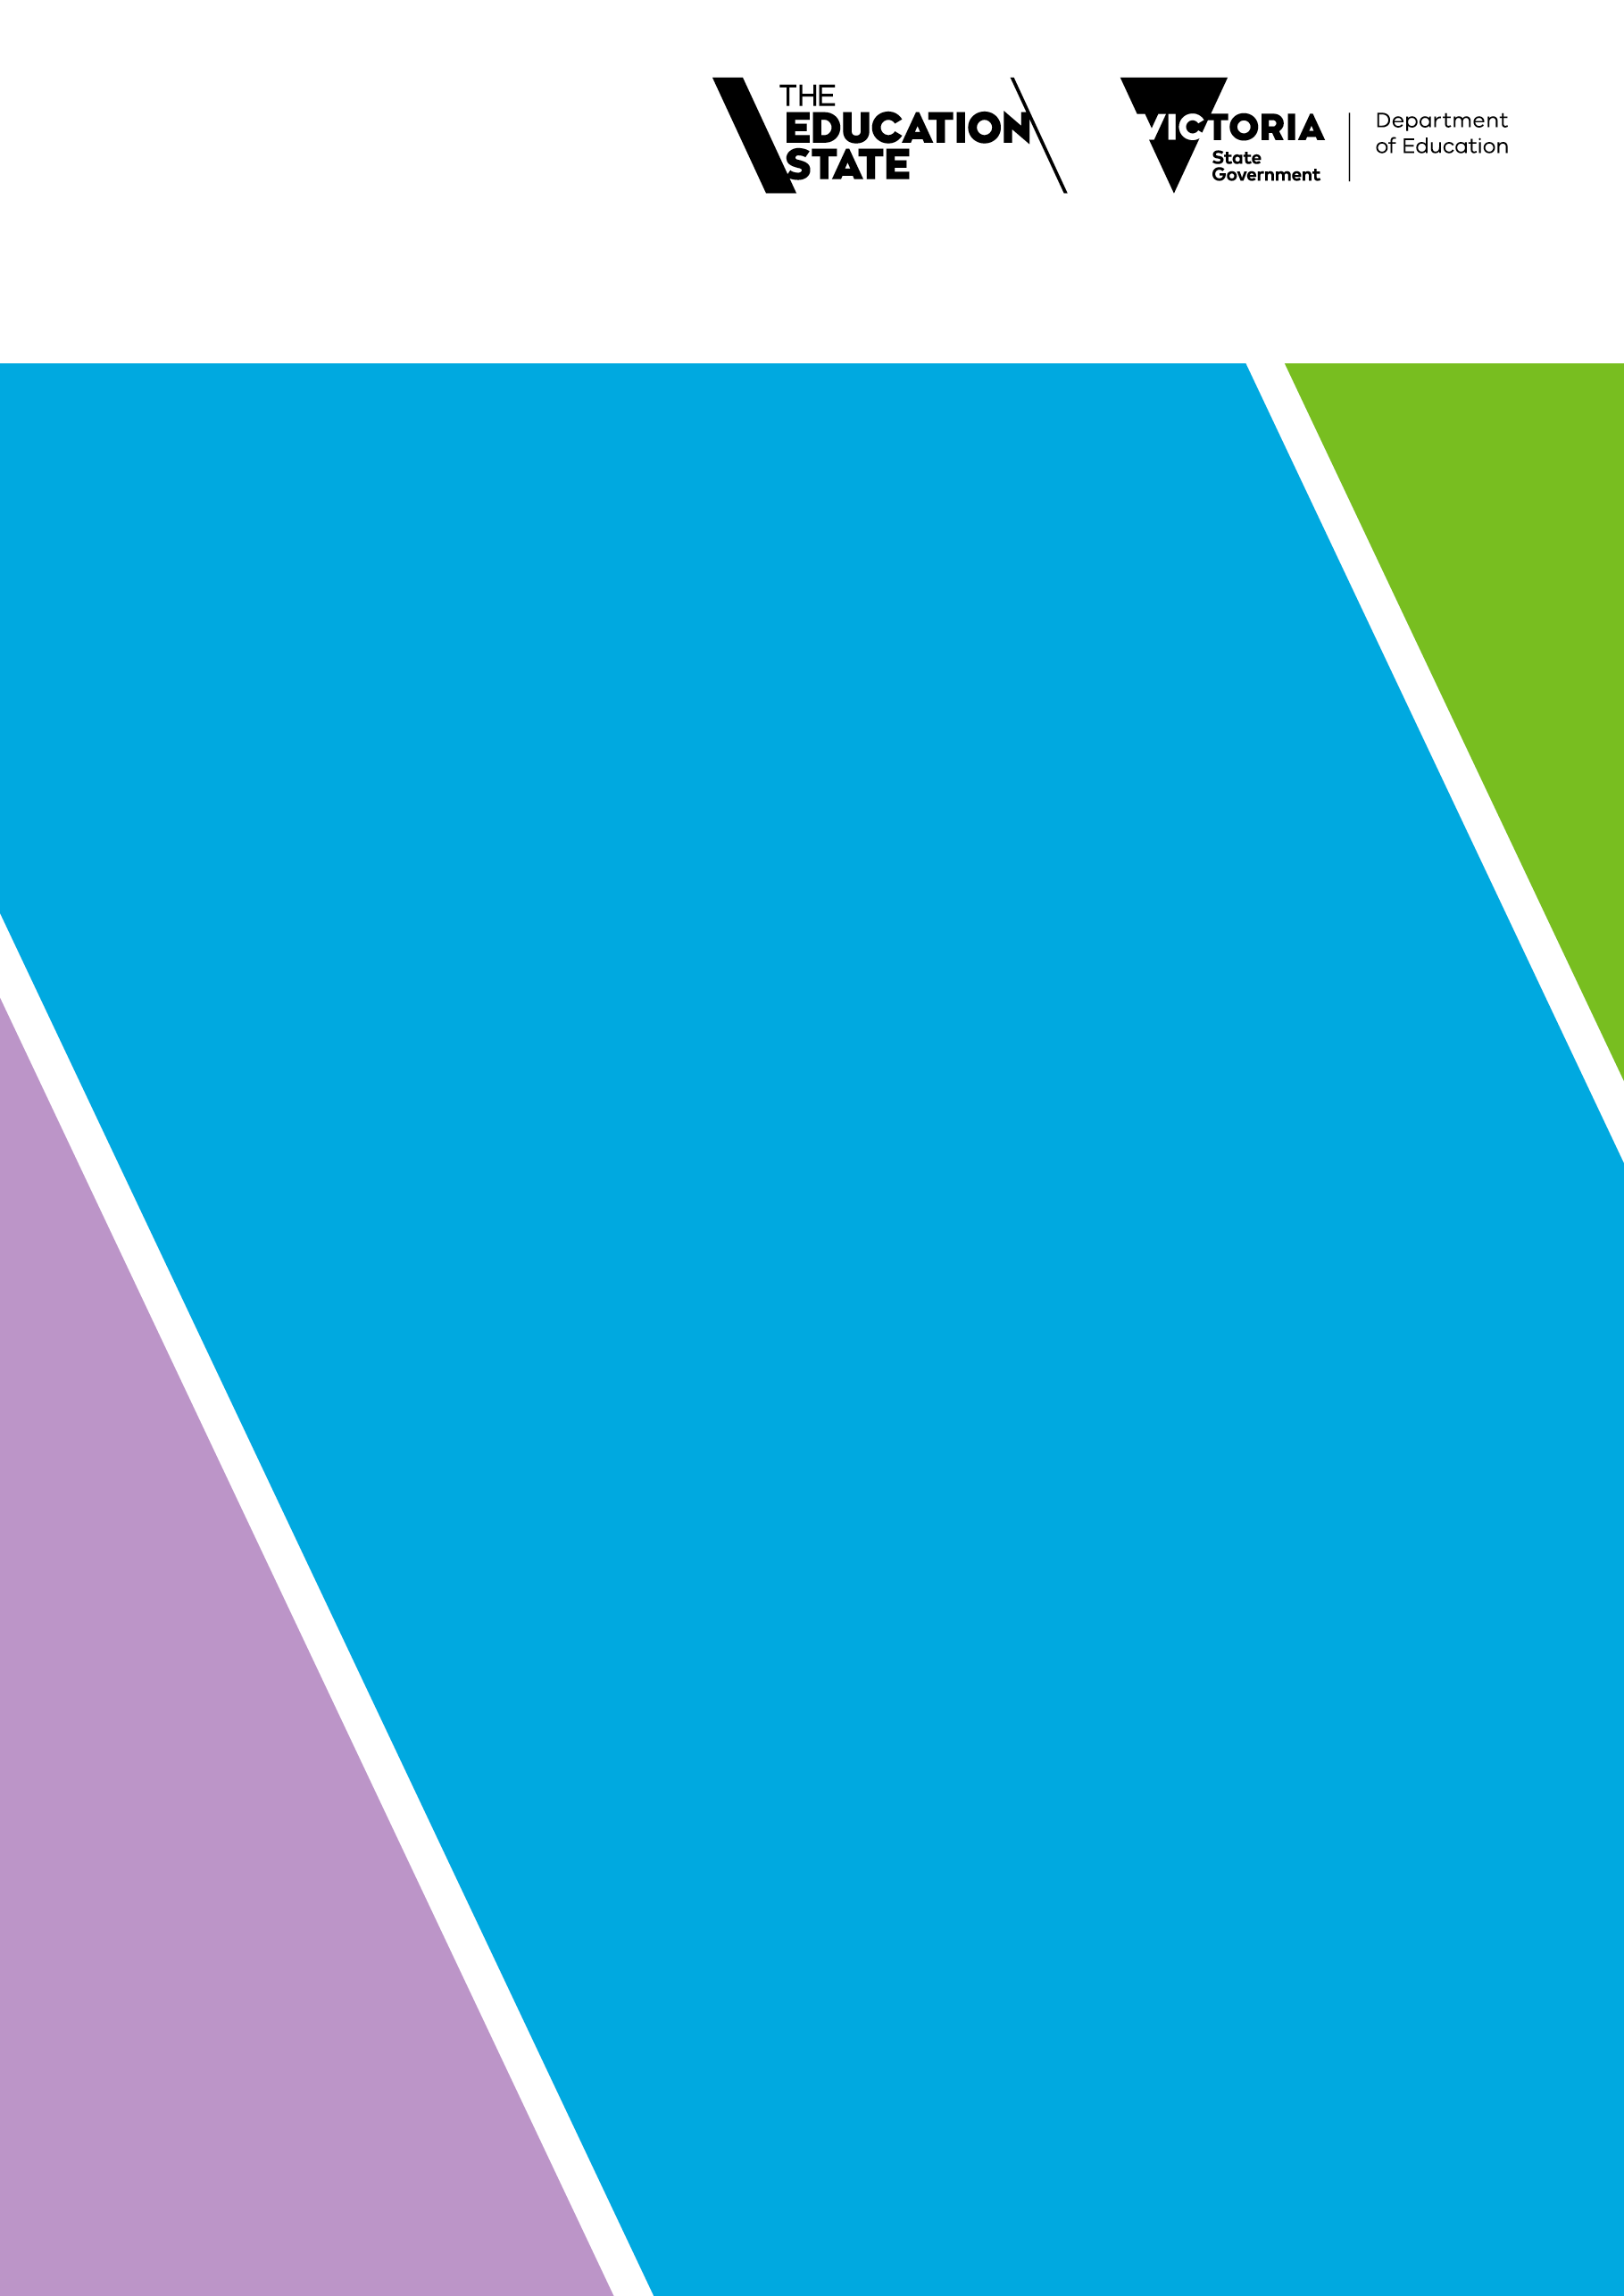 THE
EDUCATION
STATE
VICTORIA
State
Government
Department
of Education